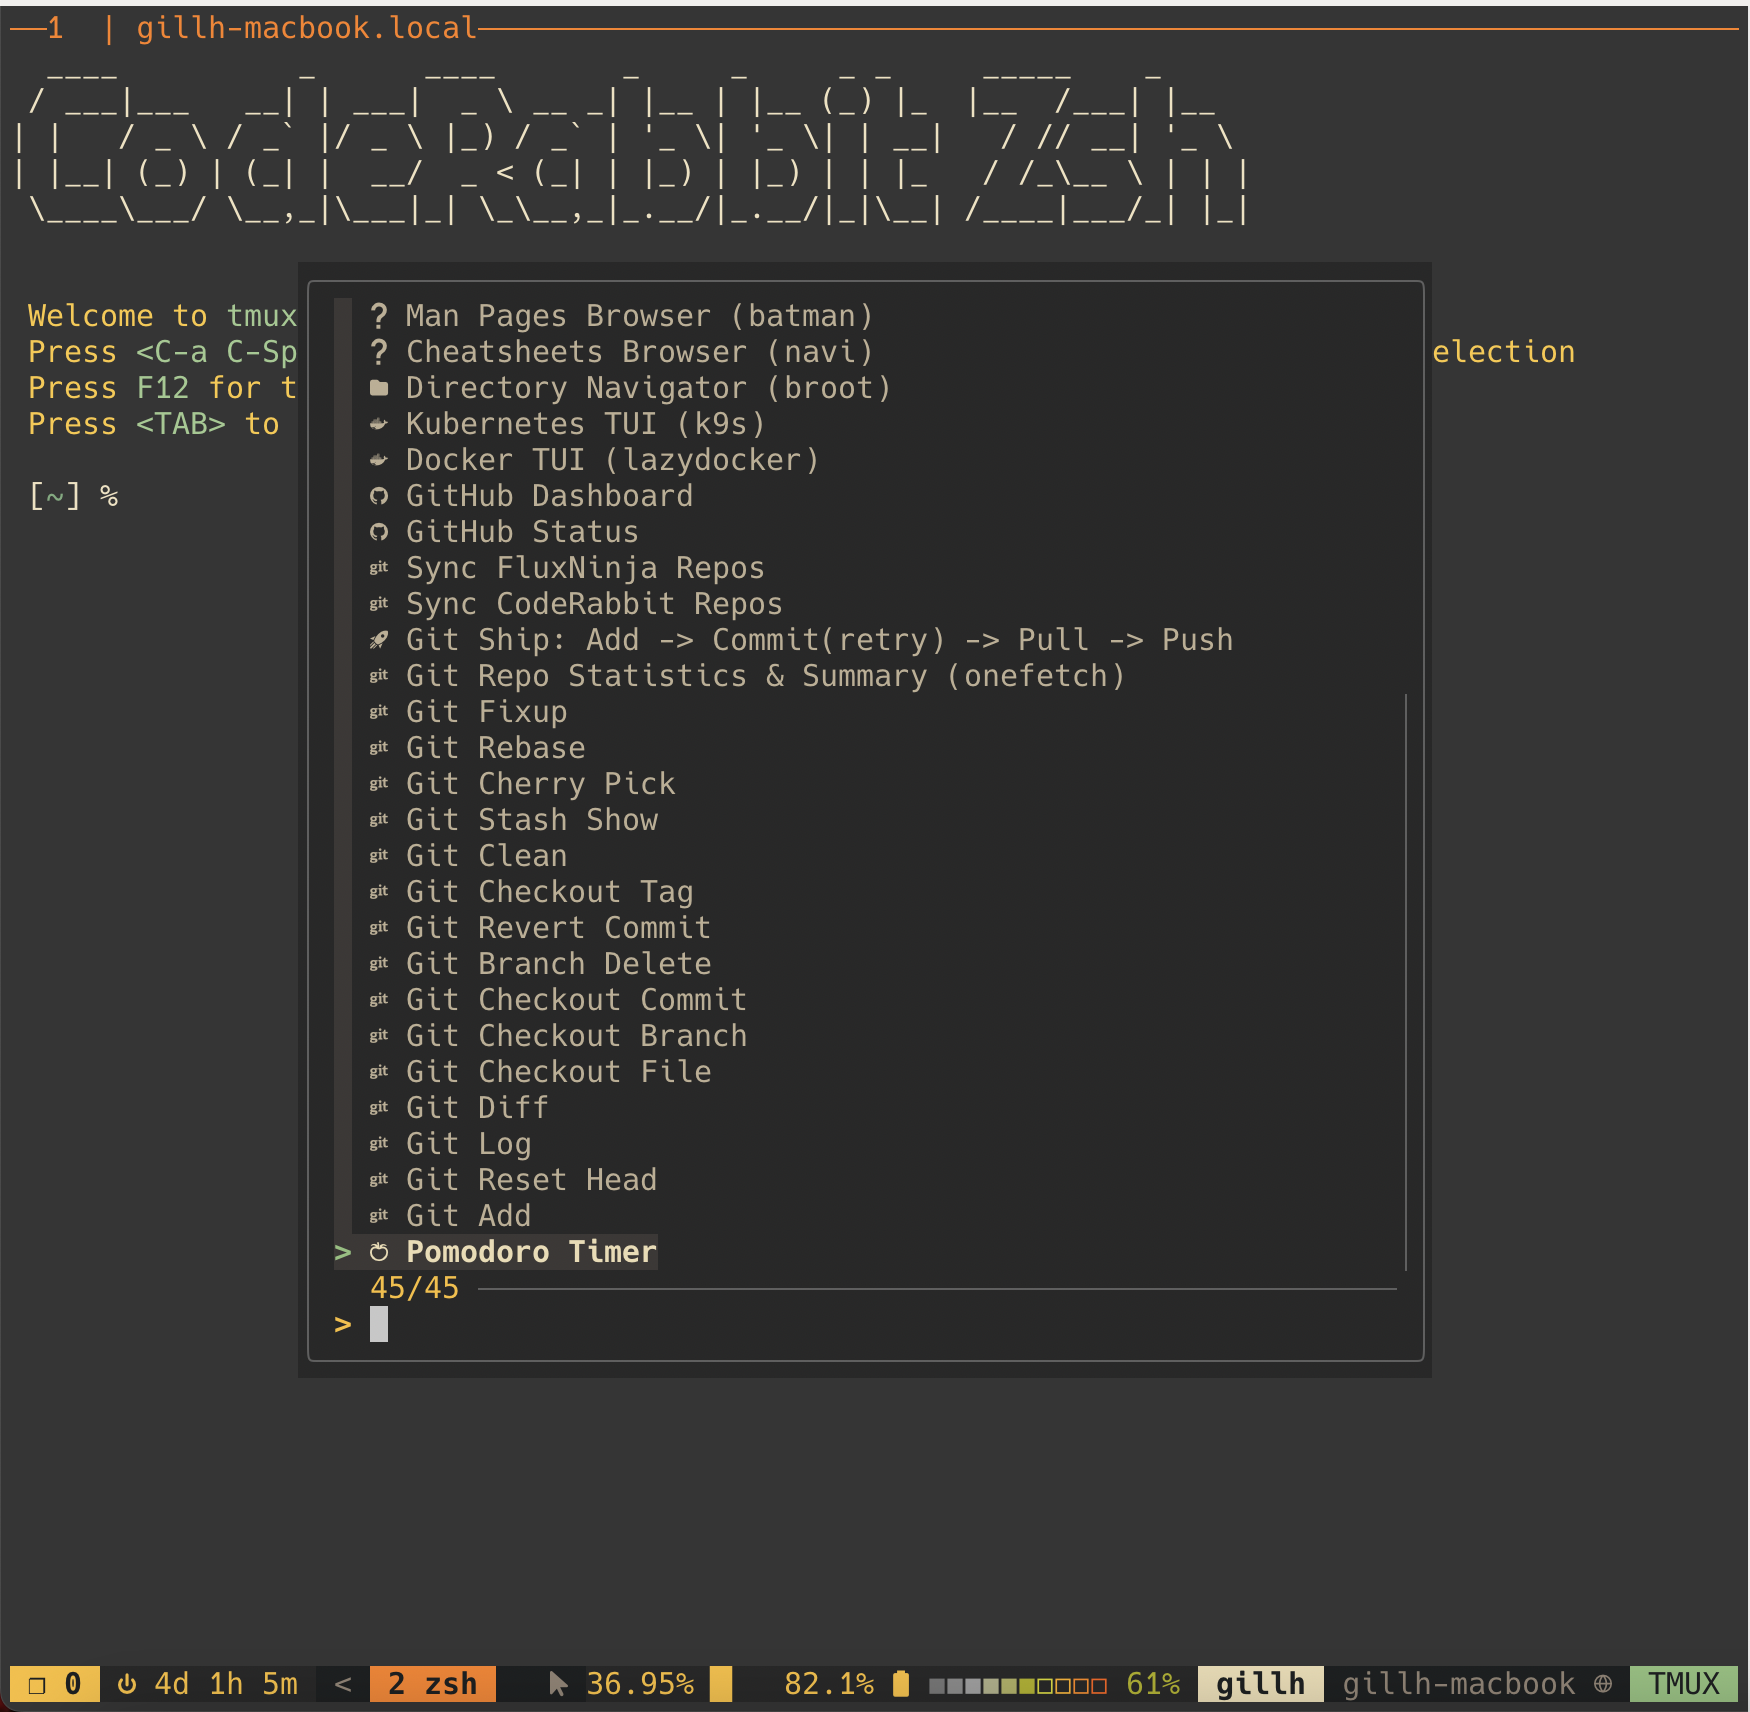 1 | gillh-macbook.local
CodeRabbit Zsh
Welcome to tmux
Press <C-a C-Sp
election
Press F12 for t
Press <TAB> to
[~] %
? Man Pages Browser (batman)
? Cheatsheets Browser (navi)
Directory Navigator (broot)
Kubernetes TUI (k9s)
Docker TUI (lazydocker)
GitHub Dashboard
GitHub Status
git Sync FluxNinja Repos
git Sync CodeRabbit Repos
Git Ship: Add -> Commit(retry) -> Pull -> Push
git Git Repo Statistics & Summary (onefetch)
git Git Fixup
git Git Rebase
git Git Cherry Pick
git Git Stash Show
git Git Clean
git Git Checkout Tag
git Git Revert Commit
git Git Branch Delete
git Git Checkout Commit
git Git Checkout Branch
git Git Checkout File
git Git Diff
git Git Log
git Git Reset Head
git Git Add
> Pomodoro Timer
45/45
>
0 4d 1h 5m < 2 zsh 36.95% 82.1% 61% gillh gillh-macbook TMUX